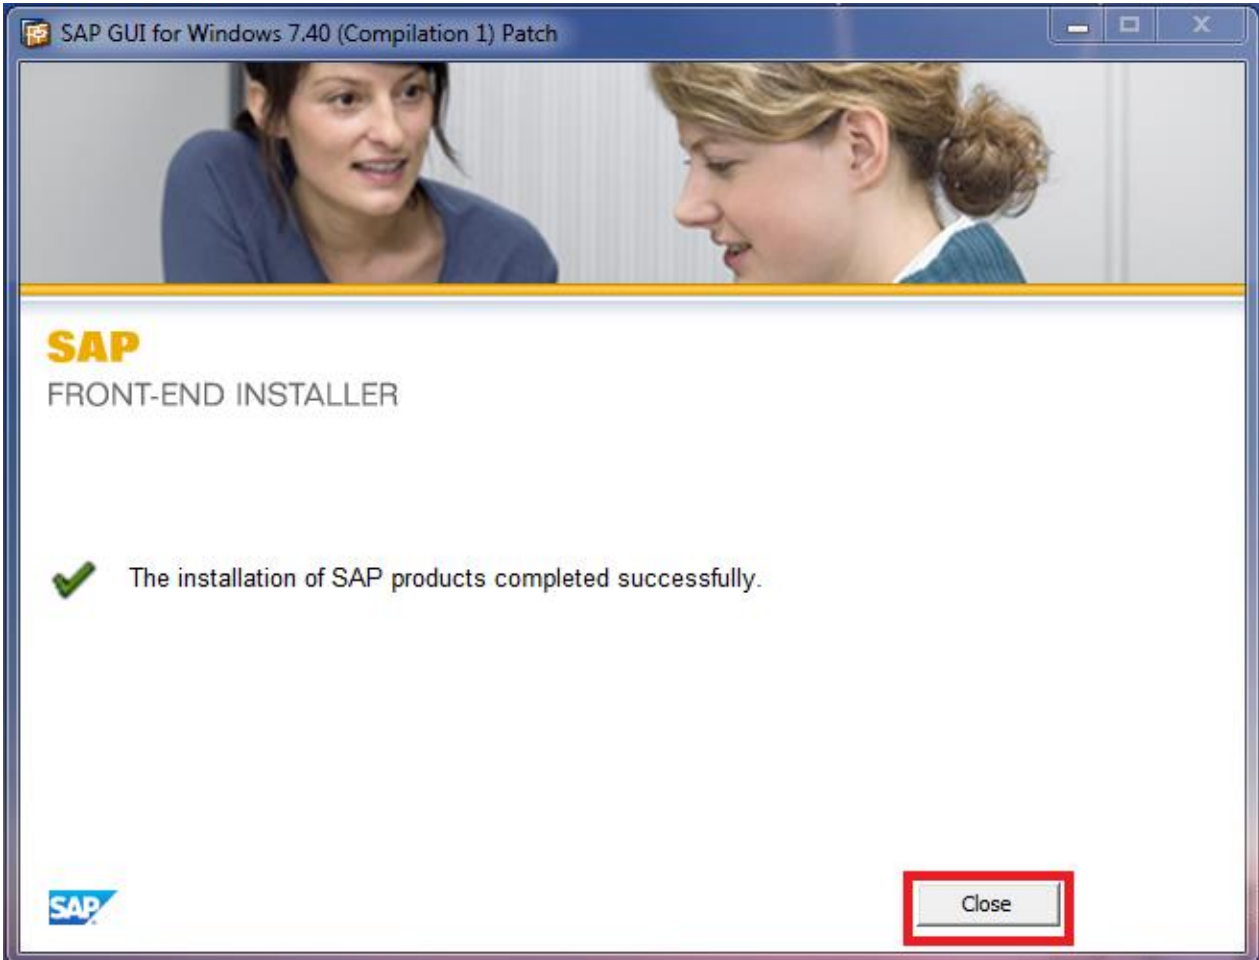 SAP GUI for Windows 7.40 (Compilation 1) Patch
SAP
FRONT-END INSTALLER
The installation of SAP products completed successfully.
SAP
Close